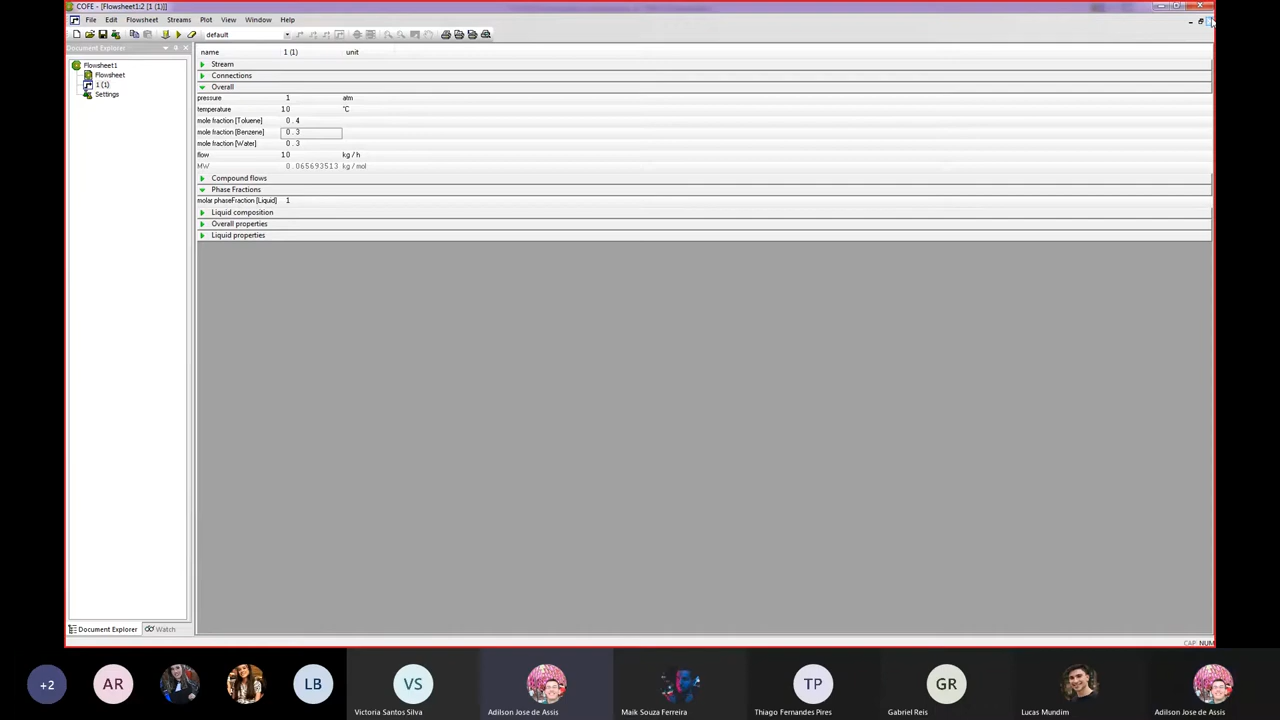 COFE - [Flowsheet1:2 [1 (1)]]
File Edit Flowsheet Streams Plot View Window Help
default
Document Explorer
Flowsheet1
Flowsheet
1 (1)
Settings
name 1 (1) unit
Stream
Connections
Overall
pressure 1 atm
temperature 10 °C
mole fraction [Toluene] 0.4
mole fraction [Benzene] 0.3
mole fraction [Water] 0.3
flow 10 kg / h
MW 0.065693513 kg / mol
Compound flows
Phase Fractions
molar phaseFraction [Liquid] 1
Liquid composition
Overall properties
Liquid properties
Document Explorer Watch
CAP NUM
+2 AR LB VS TP GR
Victoria Santos Silva Adilson Jose de Assis Maik Souza Ferreira Thiago Fernandes Pires Gabriel Reis Lucas Mundim Adilson Jose de Assis